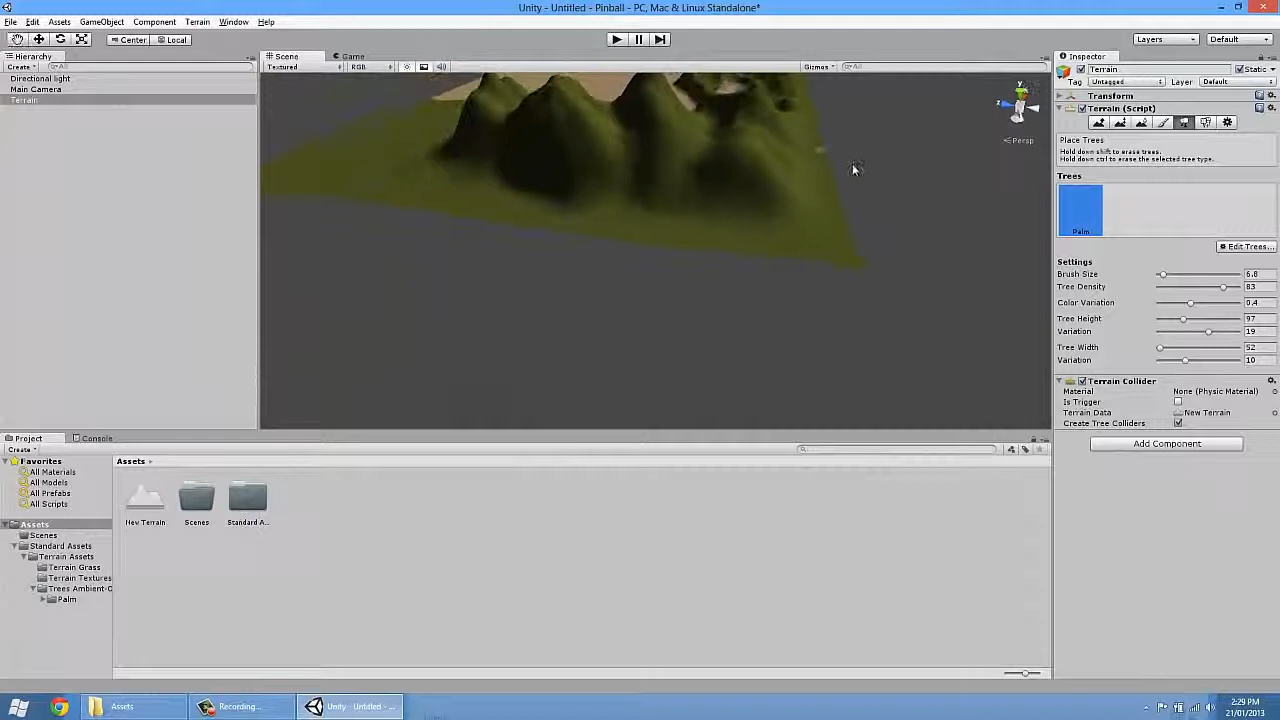 Unity - Untitled - Pinball - PC, Mac & Linux Standalone*
File Edit Assets GameObject Component Terrain Window Help
Center Local
Layers Default
Hierarchy
Create All
Directional light
Main Camera
Terrain
Scene Game
Textured RGB Gizmos All
y
z
Persp
Inspector
Terrain Static
Tag Untagged Layer Default
Transform
Terrain (Script)
Place Trees
Hold down shift to erase trees.
Hold down ctrl to erase the selected tree type.
Trees
Palm
Edit Trees...
Settings
Brush Size 6.8
Tree Density 83
Color Variation 0.4
Tree Height 97
Variation 19
Tree Width 52
Variation 10
Terrain Collider
Material None (Physic Material)
Is Trigger
Terrain Data New Terrain
Create Tree Colliders
Add Component
Project Console
Create
Favorites
All Materials
All Models
All Prefabs
All Scripts
Assets
Scenes
Standard Assets
Terrain Assets
Terrain Grass
Terrain Textures
Trees Ambient-O
Palm
Assets
New Terrain Scenes Standard A...
Assets Recording... Unity - Untitled - ...
2:29 PM
21/01/2013